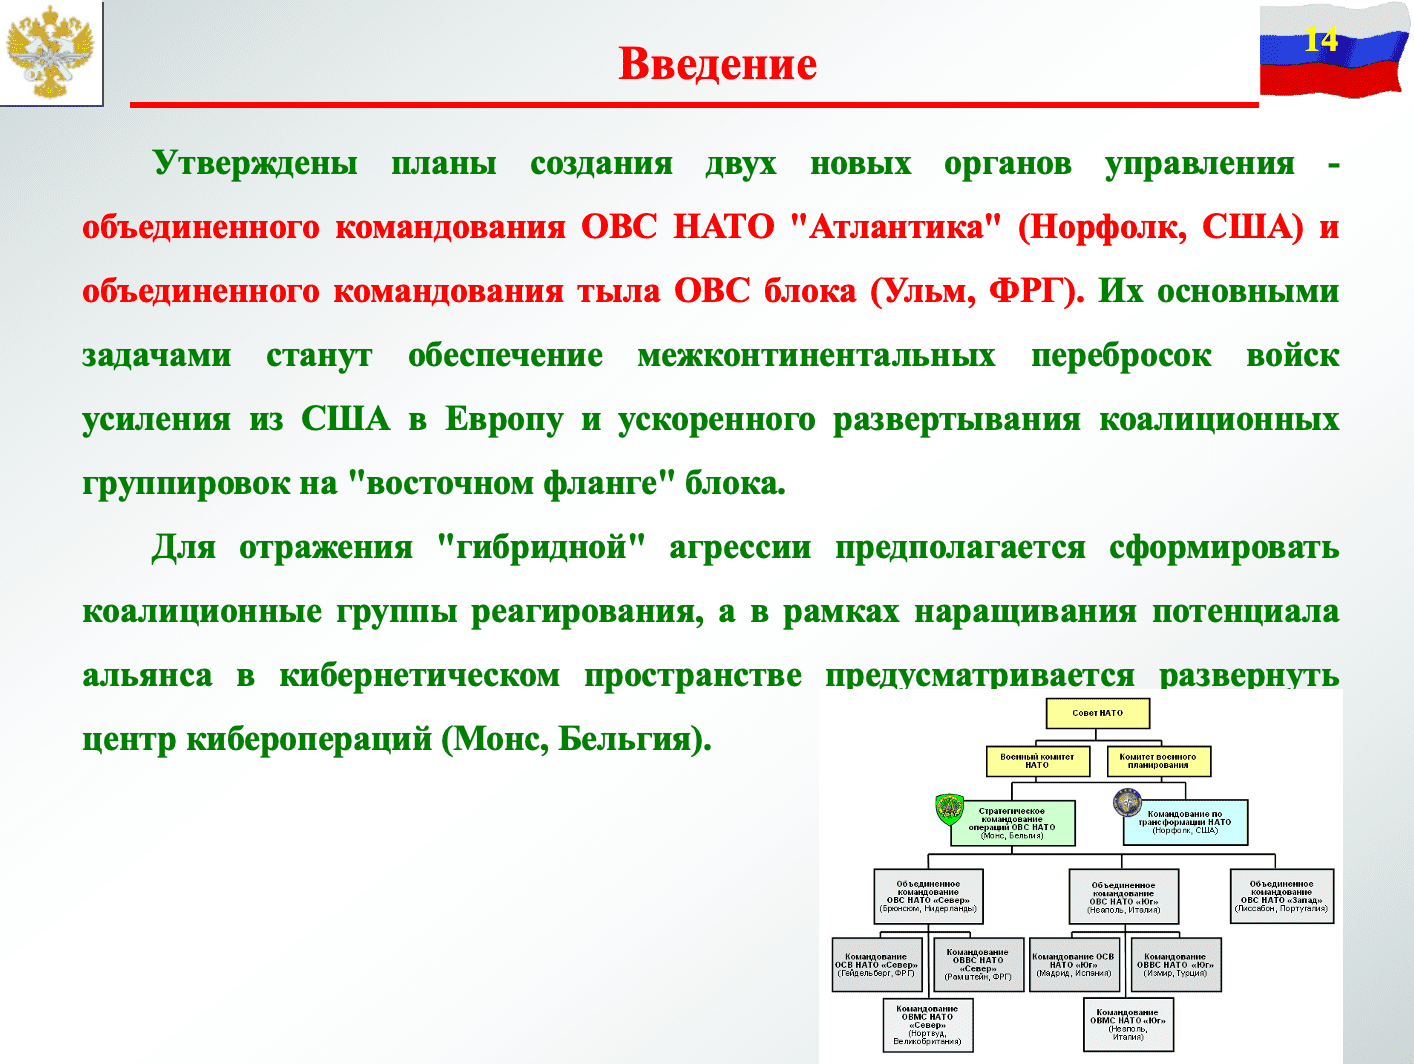 14
Введение
Утверждены планы создания двух новых органов управления -
объединенного командования ОВС НАТО "Атлантика" (Норфолк, США) и
объединенного командования тыла ОВС блока (Ульм, ФРГ). Их основными
задачами станут обеспечение межконтинентальных перебросок войск
усиления из США в Европу и ускоренного развертывания коалиционных
группировок на "восточном фланге" блока.
Для отражения "гибридной" агрессии предполагается сформировать
коалиционные группы реагирования, а в рамках наращивания потенциала
альянса в кибернетическом пространстве предусматривается развернуть
центр киберопераций (Монс, Бельгия).
Совет НАТО
Военный комитет
НАТО
Комитет военного
планирования
Стратегическое
командование
операций ОВС НАТО
(Монс, Бельгия)
Командование по
трансформации НАТО
(Норфолк, США)
Объединенное
командование
ОВС НАТО «Север»
(Брюнсюм, Нидерланды)
Объединенное
командование
ОВС НАТО «Юг»
(Неаполь, Италия)
Объединенное
командование
ОВС НАТО «Запад»
(Лиссабон, Португалия)
Командование
ОСВ НАТО «Север»
(Гейдельберг, ФРГ)
Командование
ОВВС НАТО
«Север»
(Рамштейн, ФРГ)
Командование ОСВ
НАТО «Юг»
(Мадрид, Испания)
Командование
ОВВС НАТО «Юг»
(Измир, Турция)
Командование
ОВМС НАТО
«Север»
(Нортвуд,
Великобритания)
Командование
ОВМС НАТО «Юг»
(Неаполь,
Италия)